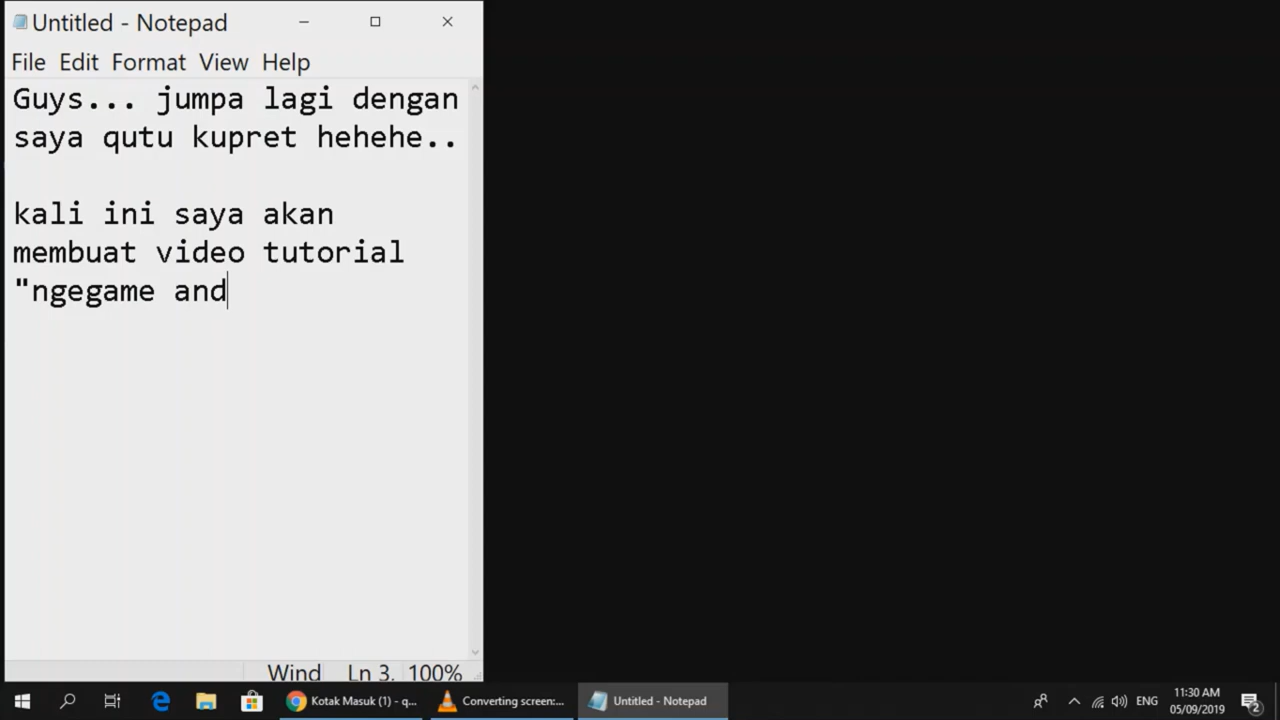 Untitled - Notepad
File Edit Format View Help
Guys... jumpa lagi dengan
saya qutu kupret hehehe..
kali ini saya akan
membuat video tutorial
"ngegame and
Wind Ln 3, 100%
Kotak Masuk (1) - q... Converting screen:... Untitled - Notepad ENG 11:30 AM
05/09/2019 2